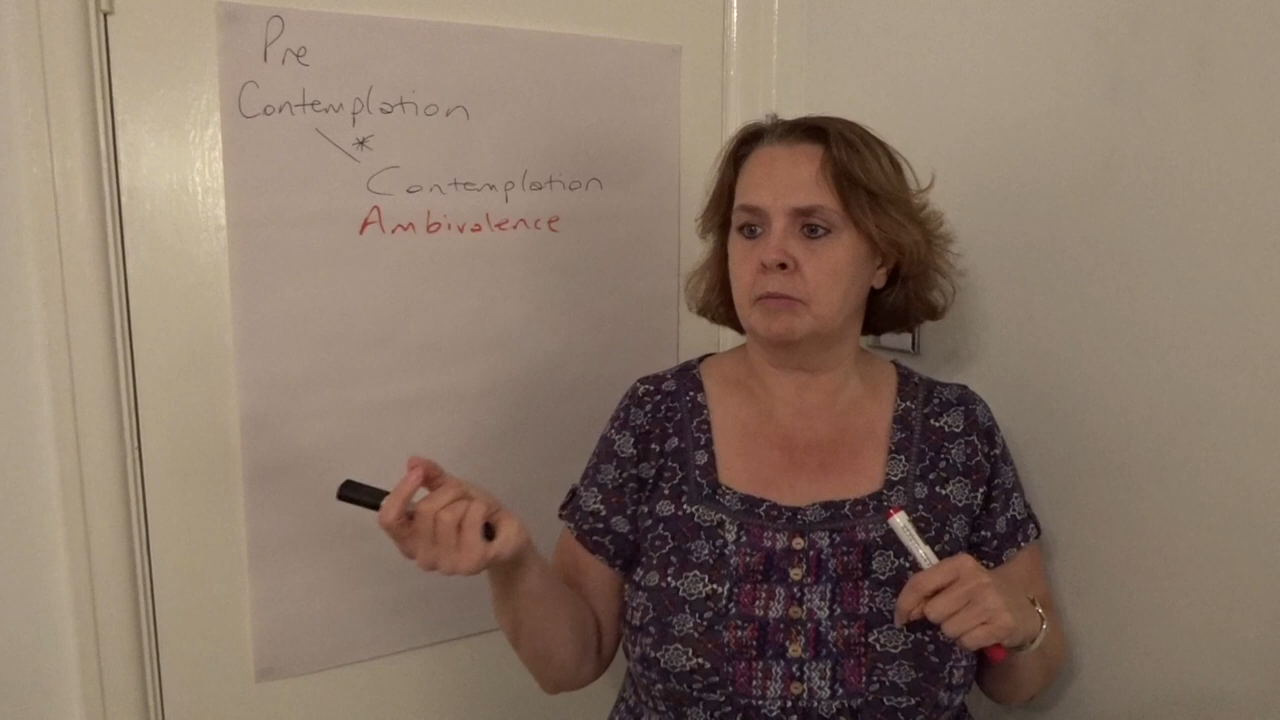 Pre
Contemplation
*
Contemplation
Ambivalence